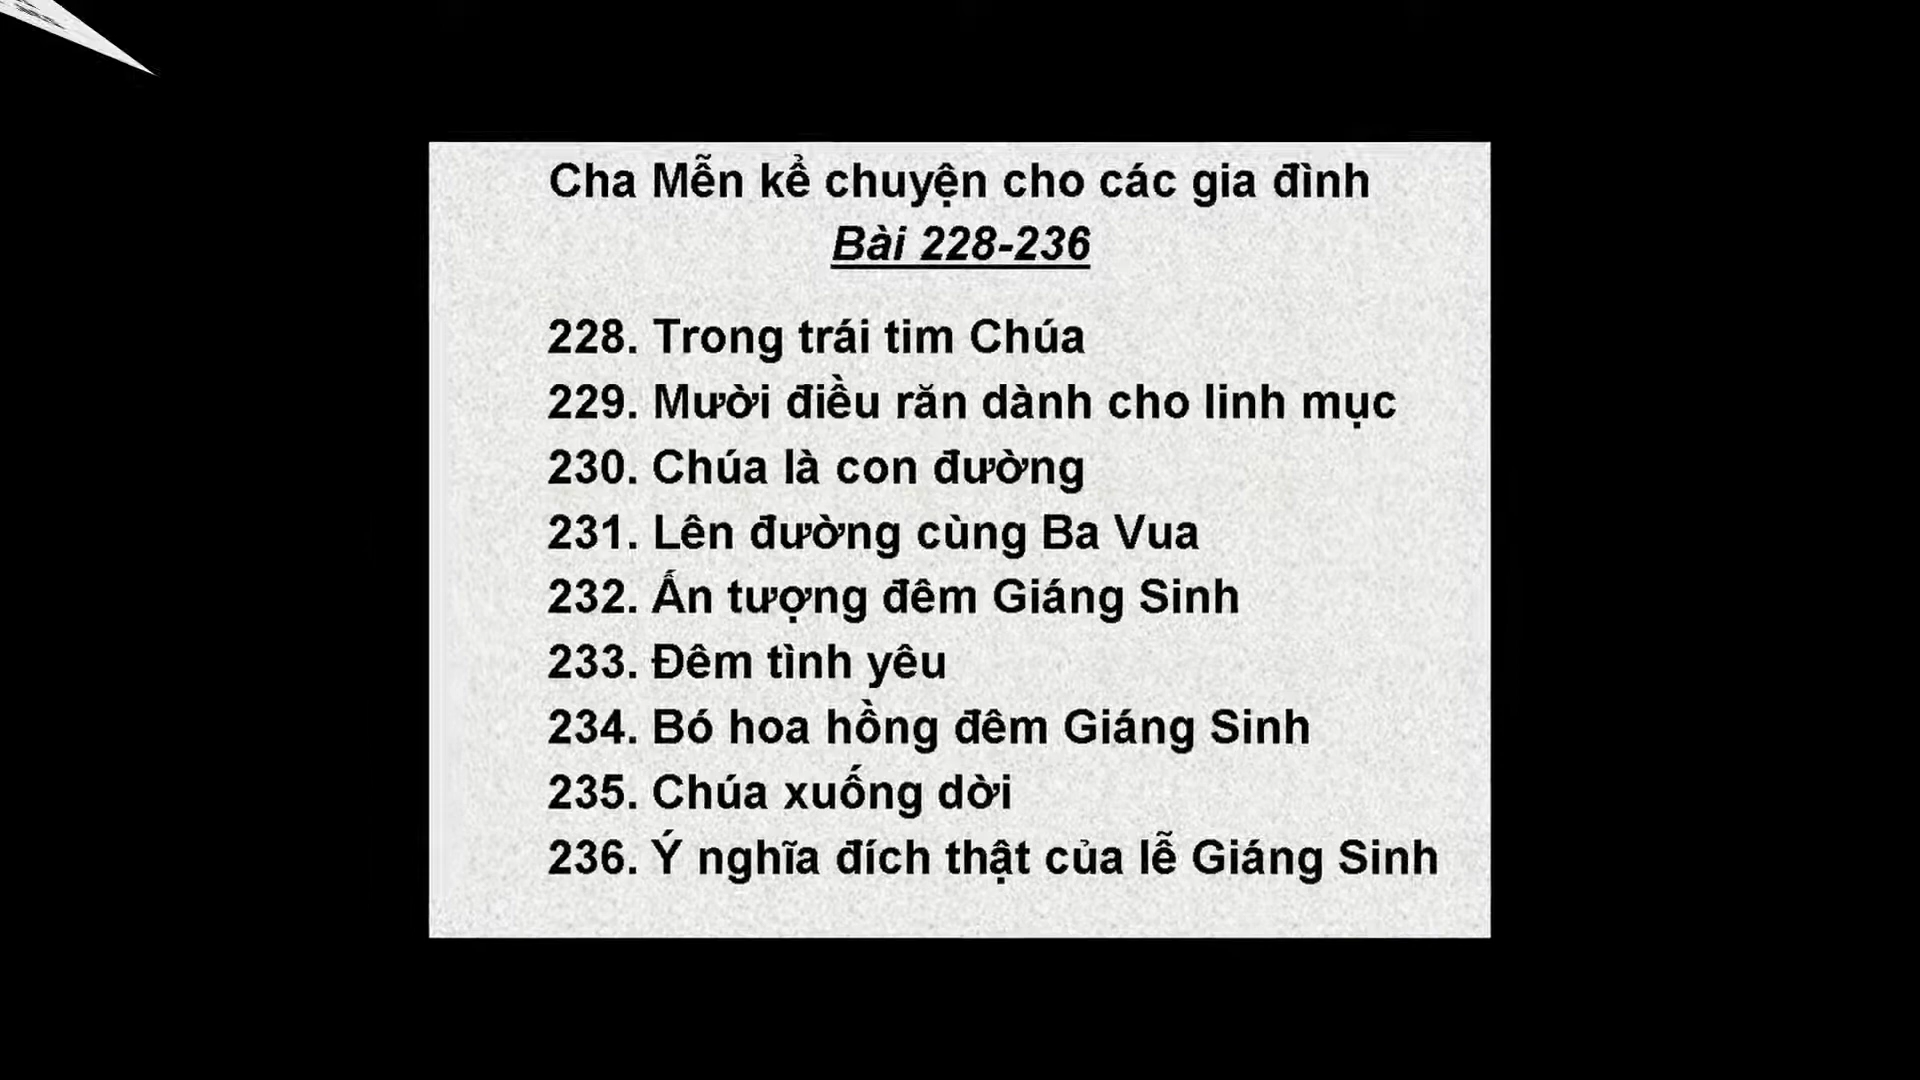 Cha Mễn kể chuyện cho các gia đình
Bài 228-236
228. Trong trái tim Chúa
229. Mười điều răn dành cho linh mục
230. Chúa là con đường
231. Lên đường cùng Ba Vua
232. Ấn tượng đêm Giáng Sinh
233. Đêm tình yêu
234. Bó hoa hồng đêm Giáng Sinh
235. Chúa xuống dời
236. Ý nghĩa đích thật của lễ Giáng Sinh